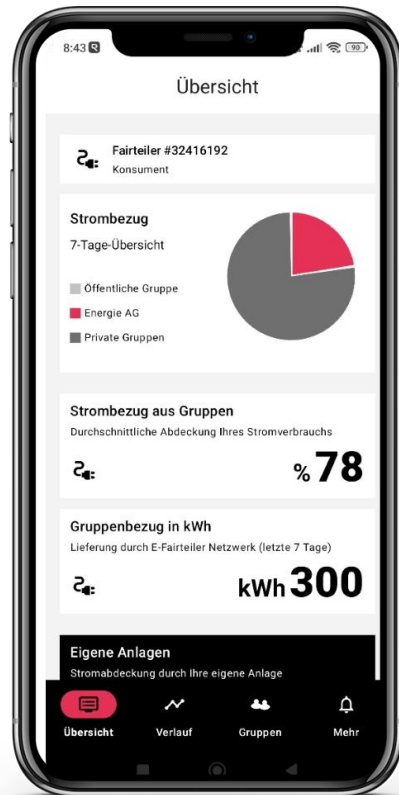 8:43
90
Übersicht
Fairteiler #32416192
Konsument
Strombezug
7-Tage-Übersicht
Öffentliche Gruppe
Energie AG
Private Gruppen
Strombezug aus Gruppen
Durchschnittliche Abdeckung Ihres Stromverbrauchs
% 78
Gruppenbezug in kWh
Lieferung durch E-Fairteiler Netzwerk (letzte 7 Tage)
kWh 300
Eigene Anlagen
Stromabdeckung durch Ihre eigene Anlage
Übersicht Verlauf Gruppen Mehr